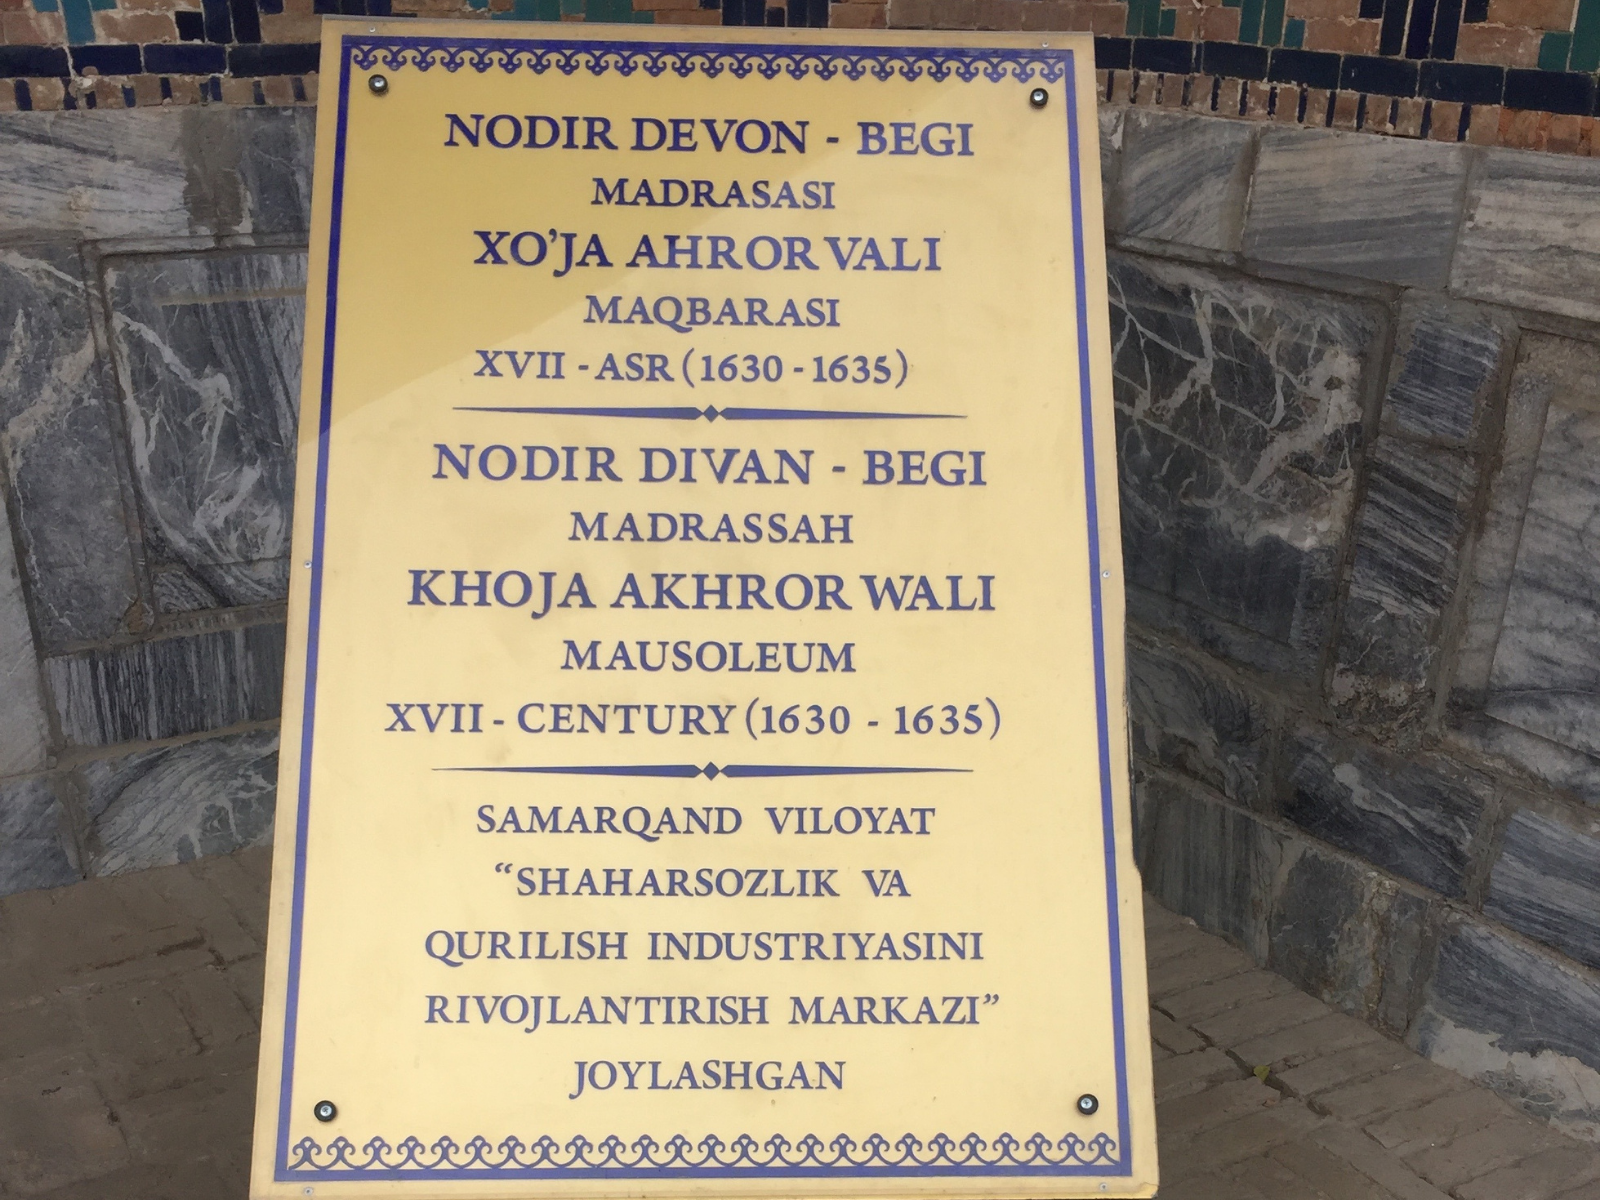 NODIR DEVON - BEGI
MADRASASI
XO'JA AHROR VALI
MAQBARASI
XVII - ASR (1630 - 1635)
NODIR DIVAN - BEGI
MADRASSAH
KHOJA AKHROR WALI
MAUSOLEUM
XVII - CENTURY (1630 - 1635)
SAMARQAND VILOYAT
“SHAHARSOZLIK VA
QURILISH INDUSTRIYASINI
RIVOJLANTIRISH MARKAZI”
JOYLASHGAN